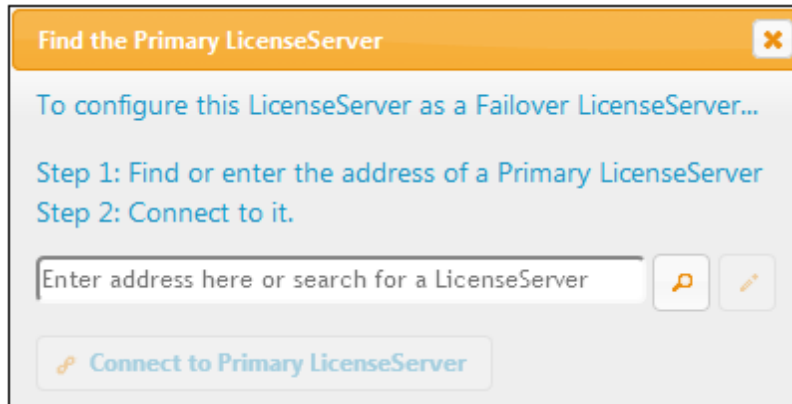 Find the Primary LicenseServer
To configure this LicenseServer as a Failover LicenseServer...
Step 1: Find or enter the address of a Primary LicenseServer
Step 2: Connect to it.
Enter address here or search for a LicenseServer
Connect to Primary LicenseServer